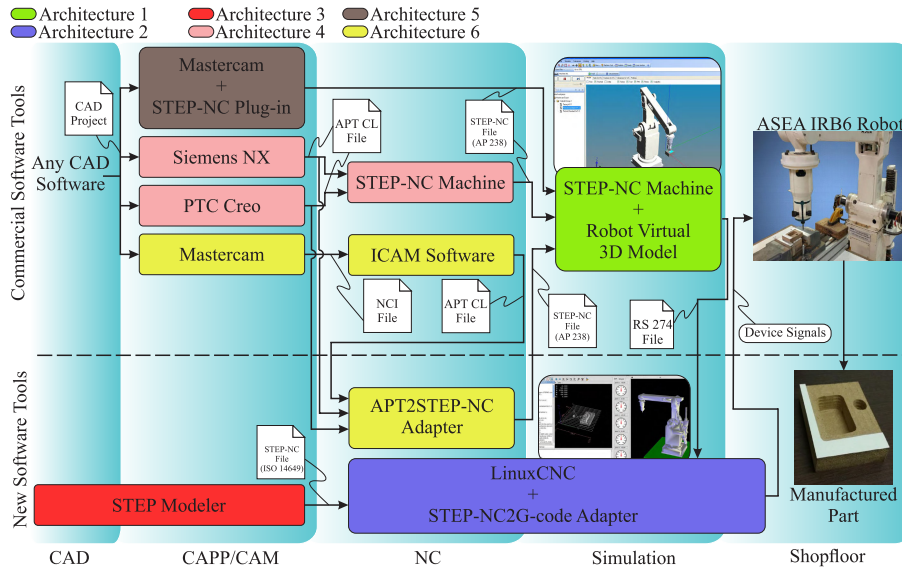 Architecture 1
Architecture 3
Architecture 5
Architecture 2
Architecture 4
Architecture 6
Commercial Software Tools
New Software Tools
CAD
Project
Any CAD
Software
Mastercam
+
STEP-NC Plug-in
Siemens NX
PTC Creo
Mastercam
APT CL
File
STEP-NC
File
(AP 238)
STEP-NC Machine
ICAM Software
NCI
File
APT CL
File
STEP-NC Machine
+
Robot Virtual
3D Model
STEP-NC
File
(AP 238)
RS 274
File
Device Signals
ASEA IRB6 Robot
APT2STEP-NC
Adapter
STEP-NC
File
(ISO 14649)
STEP Modeler
LinuxCNC
+
STEP-NC2G-code Adapter
Manufactured
Part
CAD
CAPP/CAM
NC
Simulation
Shopfloor